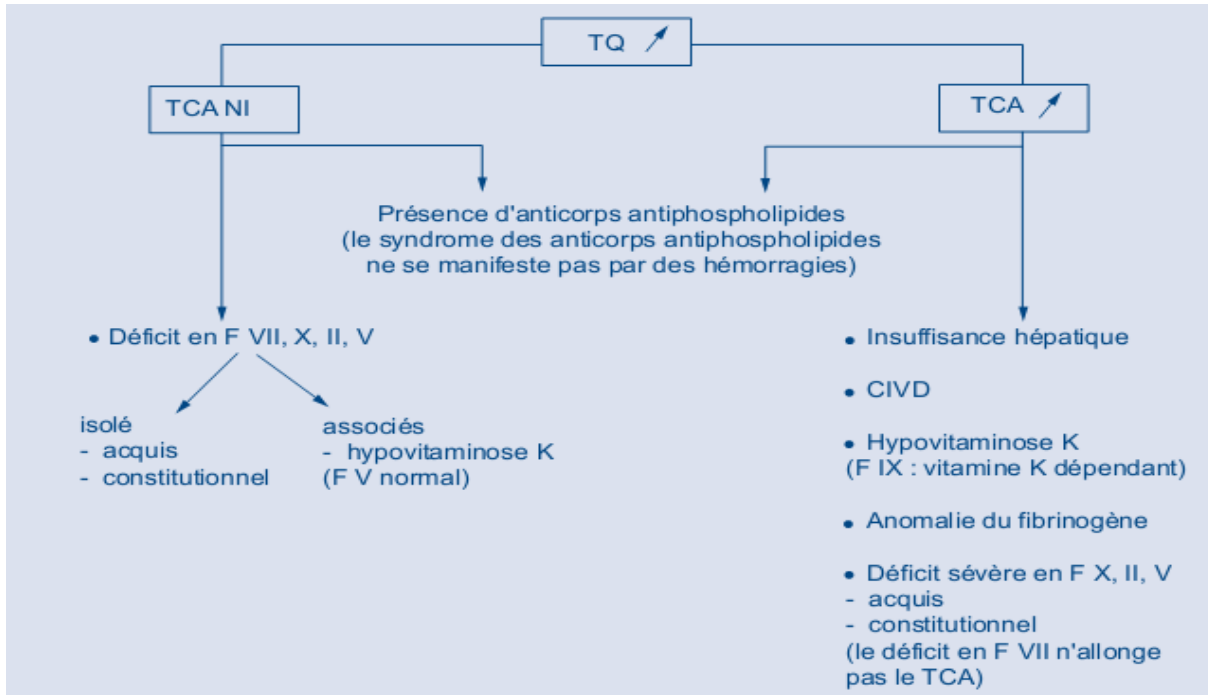 TQ
TCA NI
TCA
Présence d'anticorps antiphospholipides
(le syndrome des anticorps antiphospholipides
ne se manifeste pas par des hémorragies)
• Déficit en F VII, X, II, V
isolé
- acquis
- constitutionnel
associés
- hypovitaminose K
(F V normal)
• Insuffisance hépatique
• CIVD
• Hypovitaminose K
(F IX : vitamine K dépendant)
• Anomalie du fibrinogène
• Déficit sévère en F X, II, V
- acquis
- constitutionnel
(le déficit en F VII n'allonge
pas le TCA)